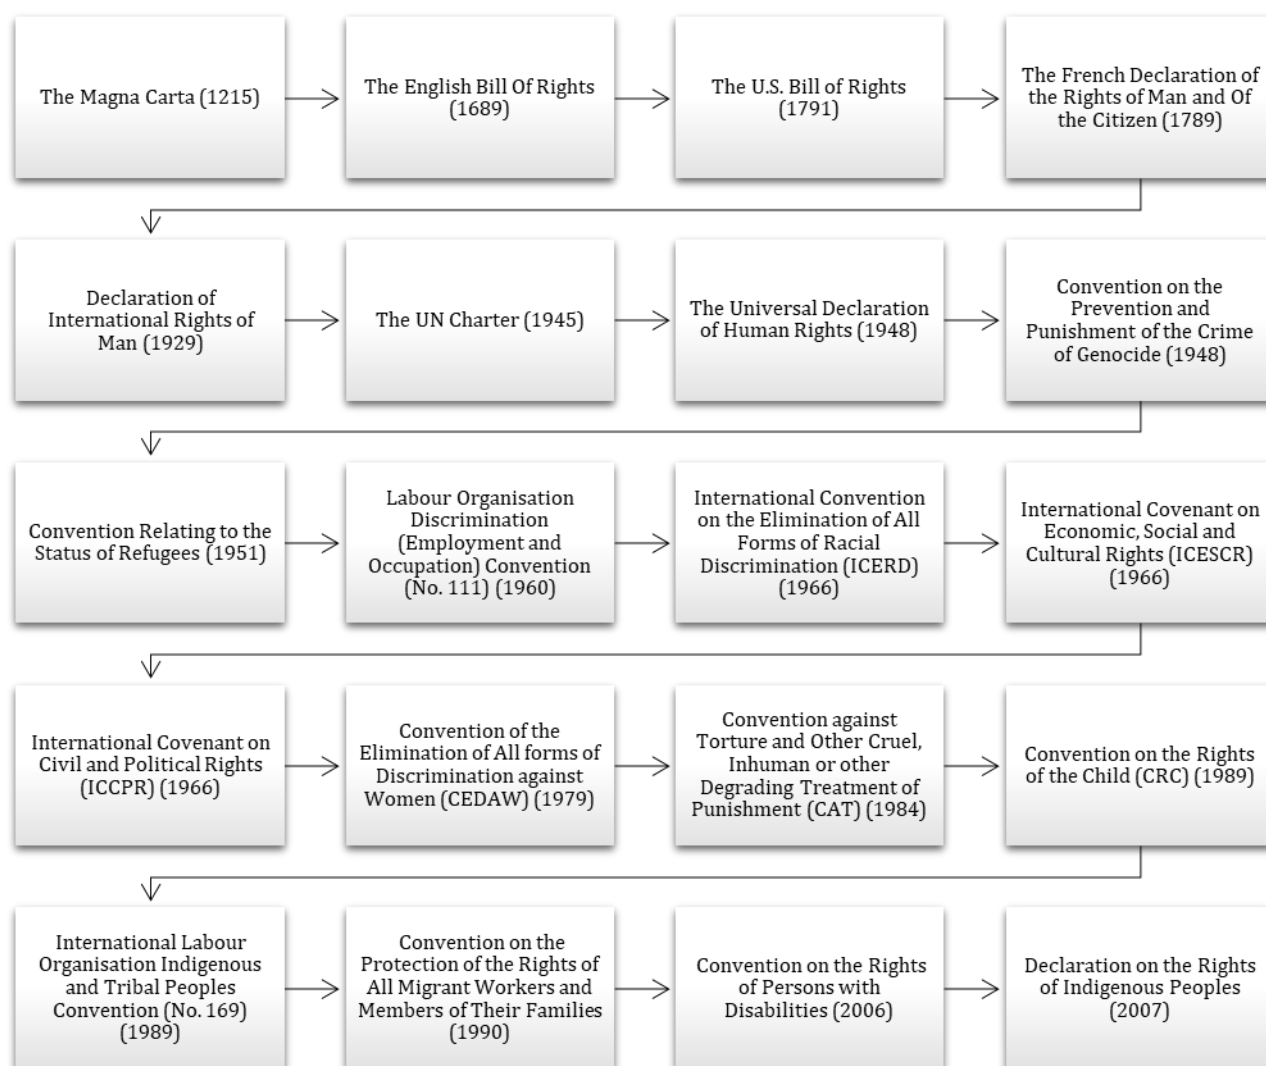 The Magna Carta (1215)
The English Bill Of Rights
(1689)
The U.S. Bill of Rights
(1791)
The French Declaration of
the Rights of Man and Of
the Citizen (1789)
Declaration of
International Rights of
Man (1929)
The UN Charter (1945)
The Universal Declaration
of Human Rights (1948)
Convention on the
Prevention and
Punishment of the Crime
of Genocide (1948)
Convention Relating to the
Status of Refugees (1951)
Labour Organisation
Discrimination
(Employment and
Occupation) Convention
(No. 111) (1960)
International Convention
on the Elimination of All
Forms of Racial
Discrimination (ICERD)
(1966)
International Covenant on
Economic, Social and
Cultural Rights (ICESCR)
(1966)
International Covenant on
Civil and Political Rights
(ICCPR) (1966)
Convention of the
Elimination of All forms of
Discrimination against
Women (CEDAW) (1979)
Convention against
Torture and Other Cruel,
Inhuman or other
Degrading Treatment of
Punishment (CAT) (1984)
Convention on the Rights
of the Child (CRC) (1989)
International Labour
Organisation Indigenous
and Tribal Peoples
Convention (No. 169)
(1989)
Convention on the
Protection of the Rights of
All Migrant Workers and
Members of Their Families
(1990)
Convention on the Rights
of Persons with
Disabilities (2006)
Declaration on the Rights
of Indigenous Peoples
(2007)